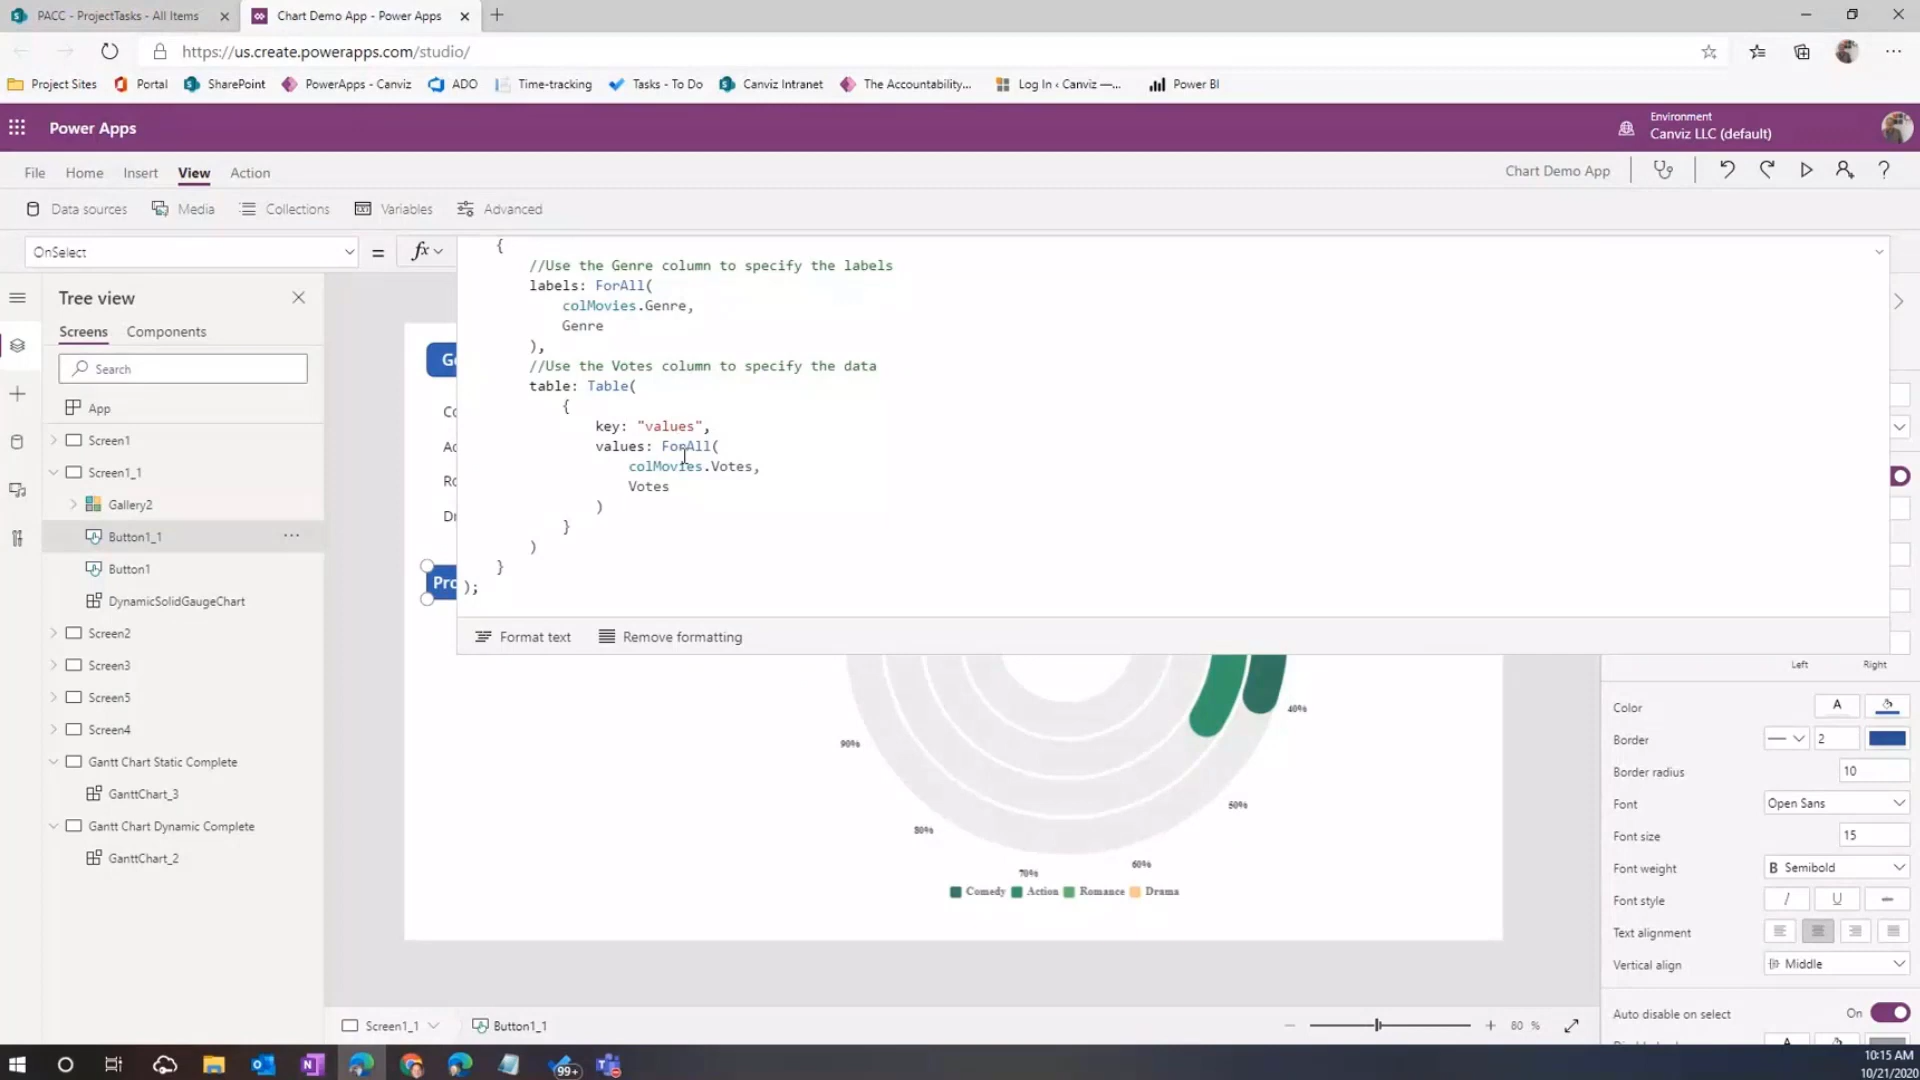 PACC - ProjectTasks - All Items
Chart Demo App - Power Apps
https://us.create.powerapps.com/studio/
Project Sites
Portal
SharePoint
PowerApps - Canviz
ADO
Time-tracking
Tasks - To Do
Canviz Intranet
The Accountability...
Log In ‹ Canviz —...
Power BI
Power Apps
Environment
Canviz LLC (default)
File
Home
Insert
View
Action
Chart Demo App
Data sources
Media
Collections
Variables
Advanced
OnSelect
=
fx
{
//Use the Genre column to specify the labels
labels: ForAll(
colMovies.Genre,
Genre
),
//Use the Votes column to specify the data
table: Table(
{
key: "values",
values: ForAll(
colMovies.Votes,
Votes
)
}
)
}
);
Format text
Remove formatting
Tree view
Screens
Components
Search
App
Screen1
Screen1_1
Gallery2
Button1_1
Button1
DynamicSolidGaugeChart
Screen2
Screen3
Screen5
Screen4
Gantt Chart Static Complete
GanttChart_3
Gantt Chart Dynamic Complete
GanttChart_2
Ge
Co
Ac
Ro
Dr
Pro
40%
50%
60%
70%
80%
90%
Comedy
Action
Romance
Drama
Left
Right
Color
A
Border
2
Border radius
10
Font
Open Sans
Font size
15
Font weight
B Semibold
Font style
/
U
Text alignment
Vertical align
Middle
Auto disable on select
On
Screen1_1
Button1_1
80 %
99+
10:15 AM
10/21/2020